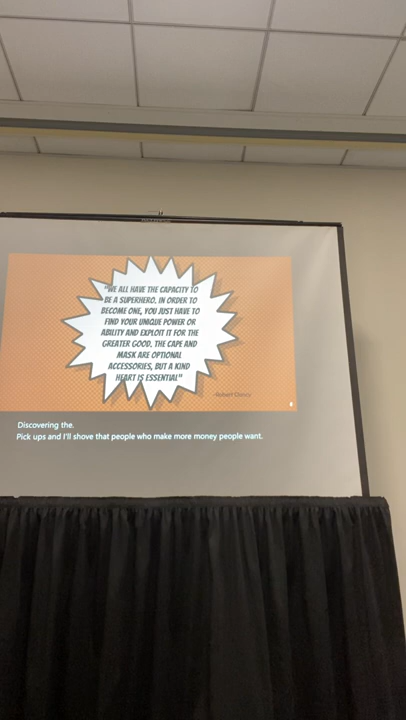 "WE ALL HAVE THE CAPACITY TO
BE A SUPERHERO. IN ORDER TO
BECOME ONE, YOU JUST HAVE TO
FIND YOUR UNIQUE POWER OR
ABILITY AND EXPLOIT IT FOR THE
GREATER GOOD. THE CAPE AND
MASK ARE OPTIONAL
ACCESSORIES, BUT A KIND
HEART IS ESSENTIAL"
-Robert Clancy
8
Discovering the.
Pick ups and I'll shove that people who make more money people want.